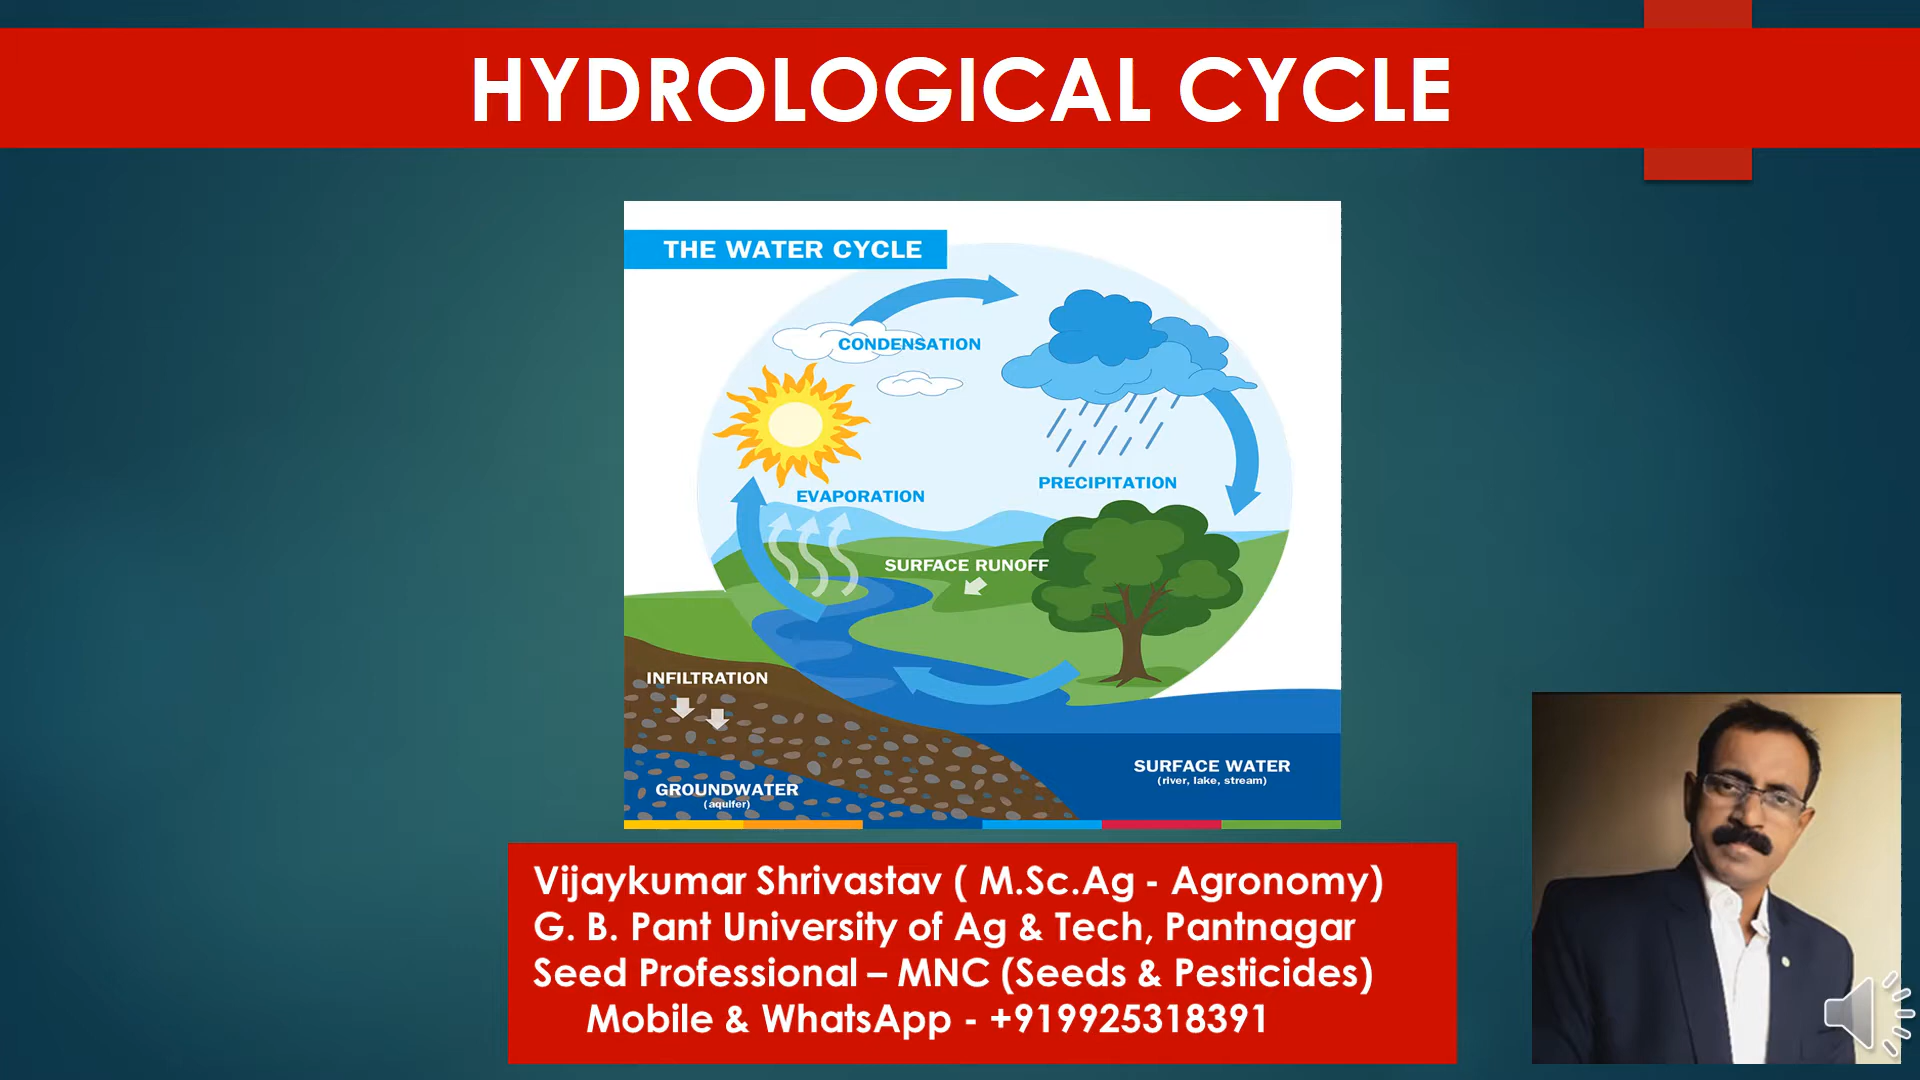 HYDROLOGICAL CYCLE
THE WATER CYCLE
CONDENSATION
EVAPORATION
PRECIPITATION
SURFACE RUNOFF
INFILTRATION
SURFACE WATER
(river, lake, stream)
GROUNDWATER
(aquifer)
Vijaykumar Shrivastav ( M.Sc.Ag - Agronomy)
G. B. Pant University of Ag & Tech, Pantnagar
Seed Professional – MNC (Seeds & Pesticides)
Mobile & WhatsApp - +919925318391